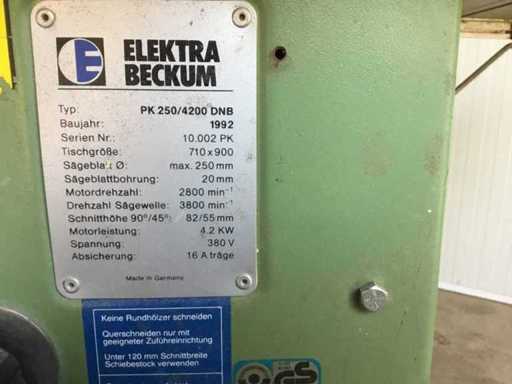 ELEKTRA
BECKUM
Typ: PK 250/4200 DNB
Baujahr: 1992
Serien Nr.: 10.002 PK
Tischgröße: 710 x 900
Sägeblatt Ø: max. 250 mm
Sägeblattbohrung: 20 mm
Motordrehzahl: 2800 min⁻¹
Drehzahl Sägewelle: 3800 min⁻¹
Schnitthöhe 90°/45°: 82/55 mm
Motorleistung: 4.2 KW
Spannung: 380 V
Absicherung: 16 A träge
Made in Germany
Keine Rundhölzer schneiden
Querschneiden nur mit
geeigneter Zuführeinrichtung
Unter 120 mm Schnittbreite
Schiebestock verwenden
GS